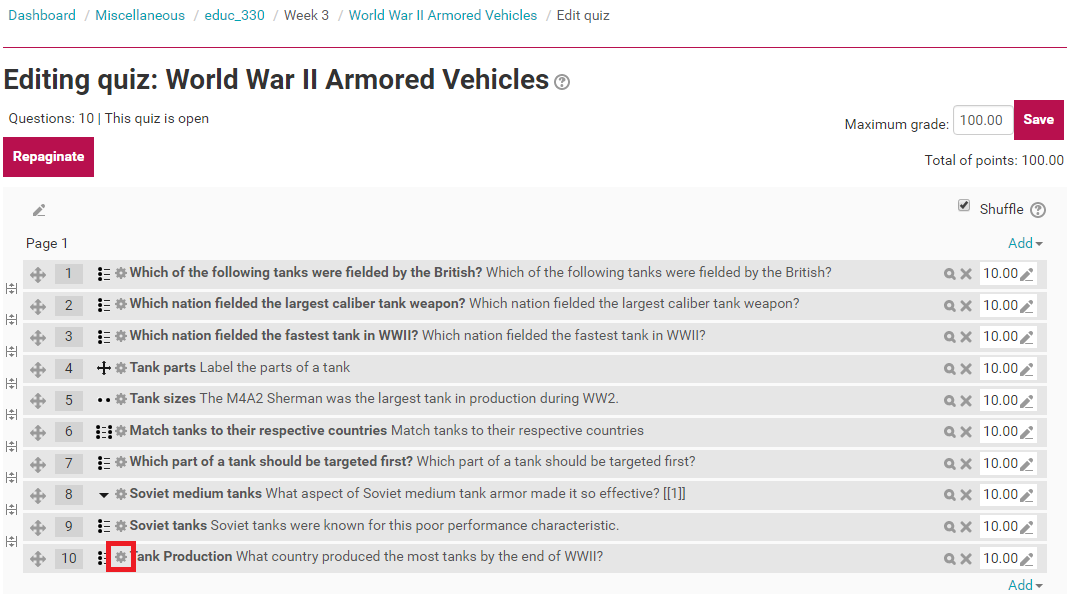 Dashboard / Miscellaneous / educ_330 / Week 3 / World War II Armored Vehicles / Edit quiz
Editing quiz: World War II Armored Vehicles ?
Questions: 10 | This quiz is open
Maximum grade: 100.00 Save
Repaginate
Total of points: 100.00
Shuffle ?
Page 1
Add
1 Which of the following tanks were fielded by the British? Which of the following tanks were fielded by the British? 10.00
2 Which nation fielded the largest caliber tank weapon? Which nation fielded the largest caliber tank weapon? 10.00
3 Which nation fielded the fastest tank in WWII? Which nation fielded the fastest tank in WWII? 10.00
4 Tank parts Label the parts of a tank 10.00
5 Tank sizes The M4A2 Sherman was the largest tank in production during WW2. 10.00
6 Match tanks to their respective countries Match tanks to their respective countries 10.00
7 Which part of a tank should be targeted first? Which part of a tank should be targeted first? 10.00
8 Soviet medium tanks What aspect of Soviet medium tank armor made it so effective? [[1]] 10.00
9 Soviet tanks Soviet tanks were known for this poor performance characteristic. 10.00
10 Tank Production What country produced the most tanks by the end of WWII? 10.00
Add